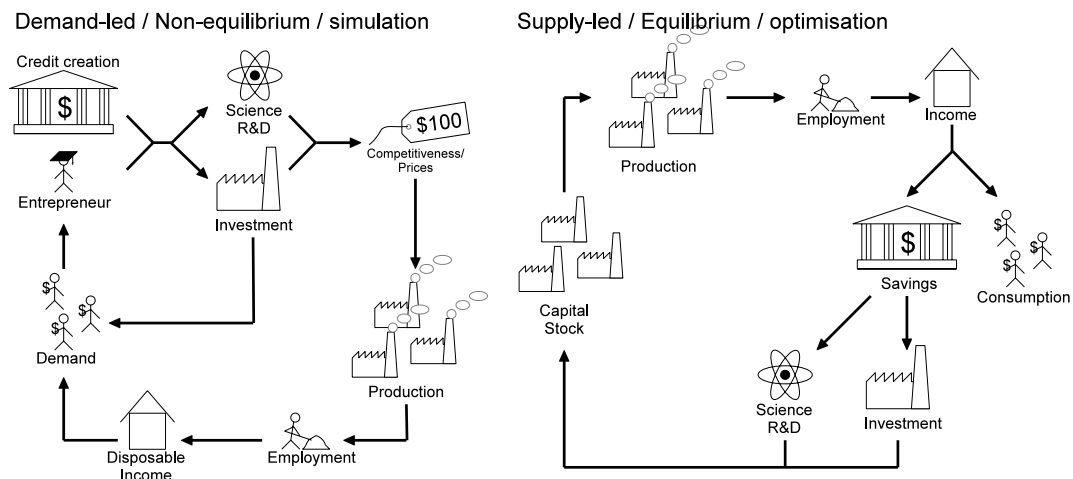 Demand-led / Non-equilibrium / simulation
Credit creation
$
Science
R&D
$100
Competitiveness/
Prices
Entrepreneur
Investment
$
$
$
Demand
Production
Disposable
Income
Employment
Supply-led / Equilibrium / optimisation
Production
Employment
Income
Capital
Stock
$
Savings
$
$
$
Consumption
Science
R&D
Investment